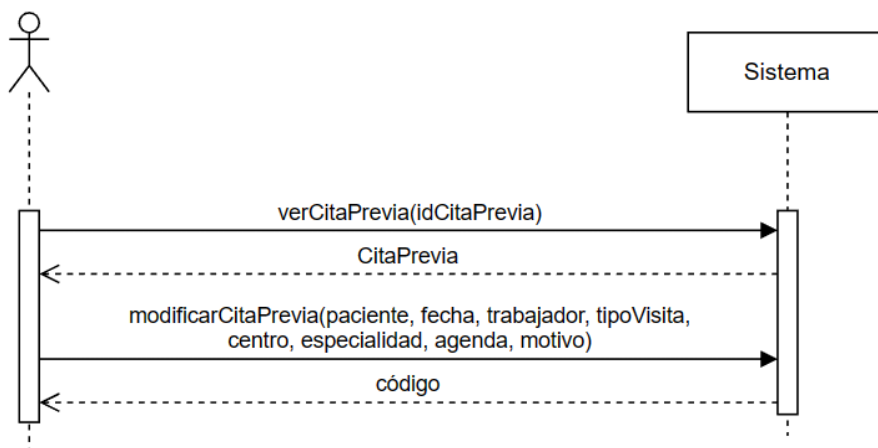 Sistema
verCitaPrevia(idCitaPrevia)
CitaPrevia
modificarCitaPrevia(paciente, fecha, trabajador, tipoVisita,
centro, especialidad, agenda, motivo)
código